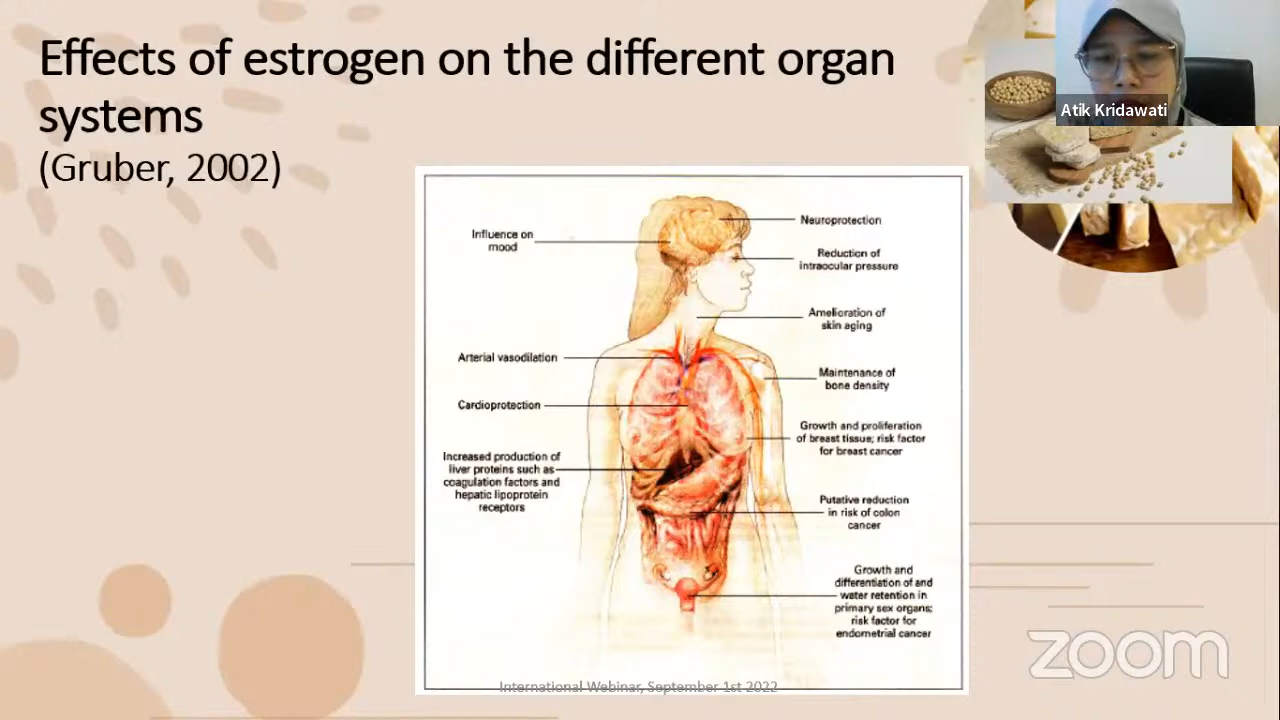 Effects of estrogen on the different organ
systems
(Gruber, 2002)
Atik Kridawati
Influence on
mood
Arterial vasodilation
Cardioprotection
Increased production of
liver proteins such as
coagulation factors and
hepatic lipoprotein
receptors
Neuroprotection
Reduction of
intraocular pressure
Amelioration of
skin aging
Maintenance of
bone density
Growth and proliferation
of breast tissue; risk factor
for breast cancer
Putative reduction
in risk of colon
cancer
Growth and
differentiation of and
water retention in
primary sex organs;
risk factor for
endometrial cancer
International Webinar, September 1st 2022
zoom